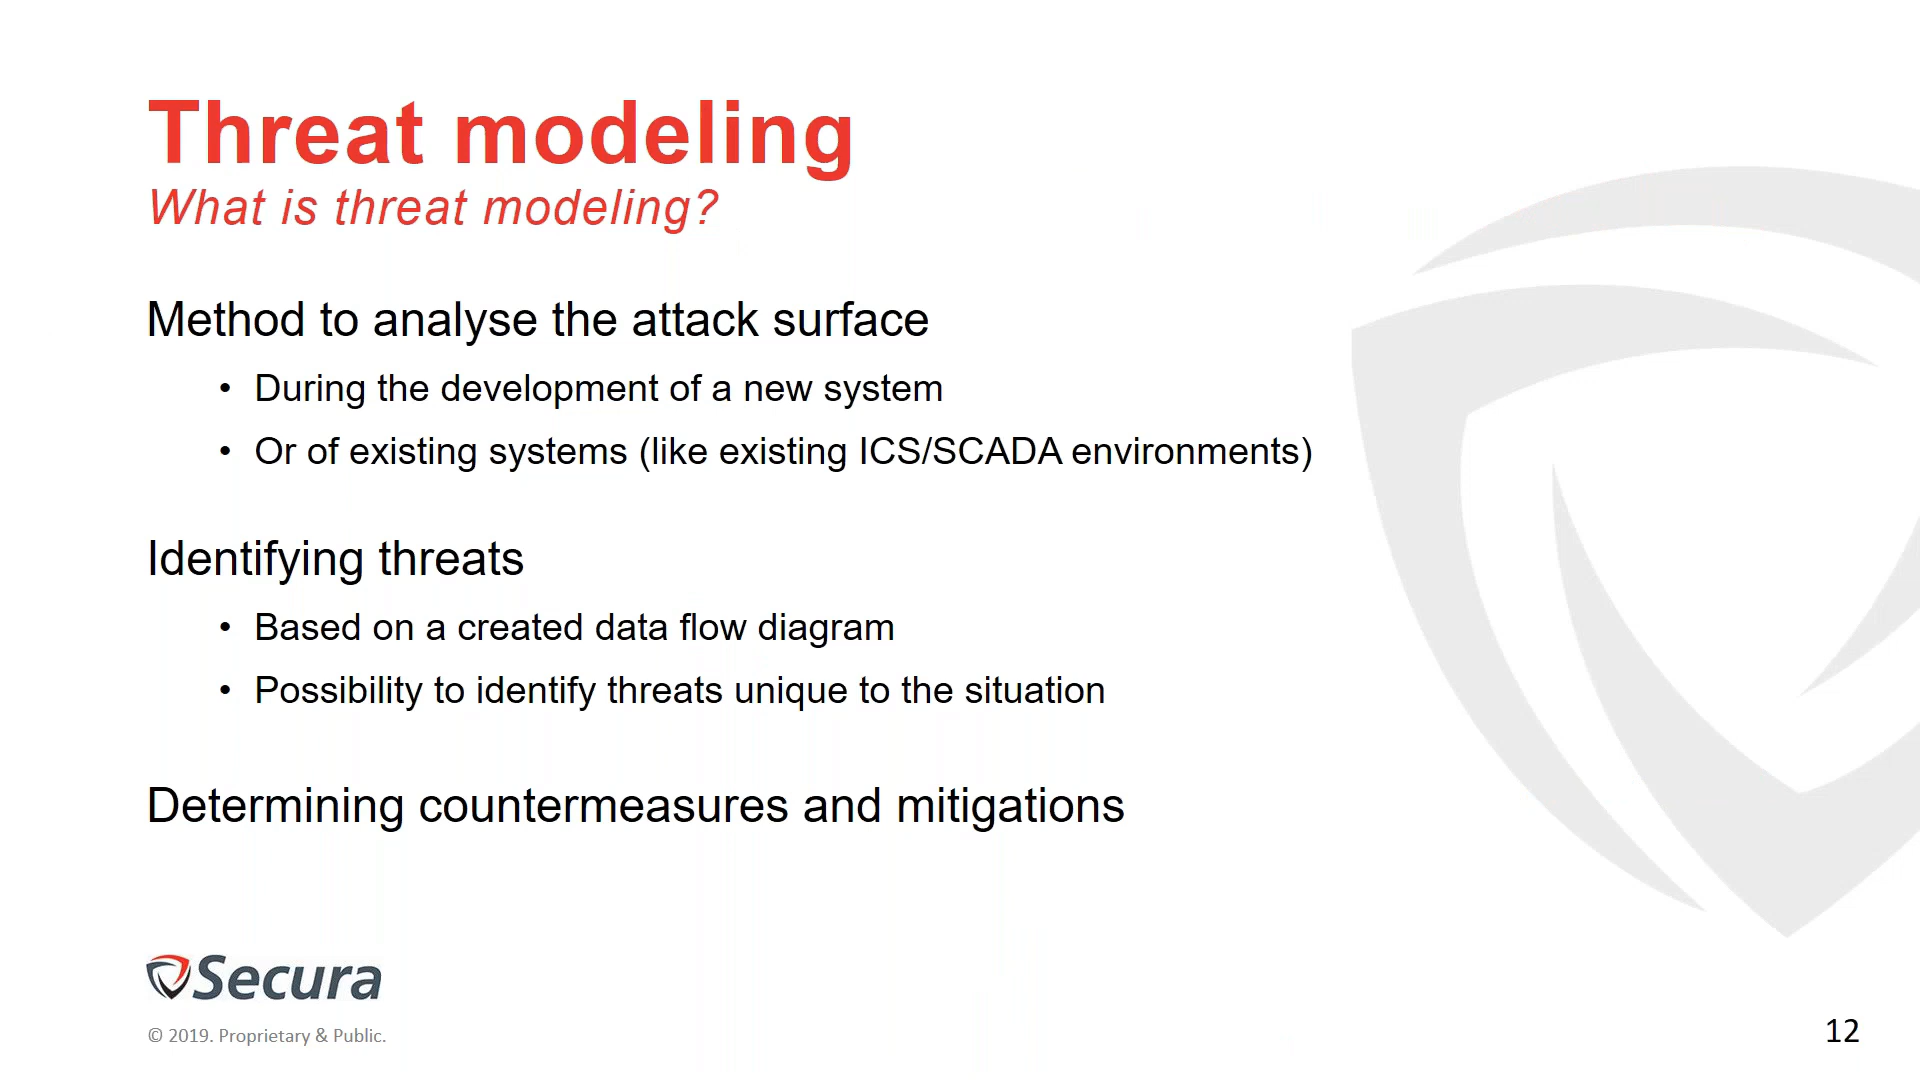 Threat modeling
What is threat modeling?
Method to analyse the attack surface
• During the development of a new system
• Or of existing systems (like existing ICS/SCADA environments)
Identifying threats
• Based on a created data flow diagram
• Possibility to identify threats unique to the situation
Determining countermeasures and mitigations
Secura
© 2019. Proprietary & Public.
12